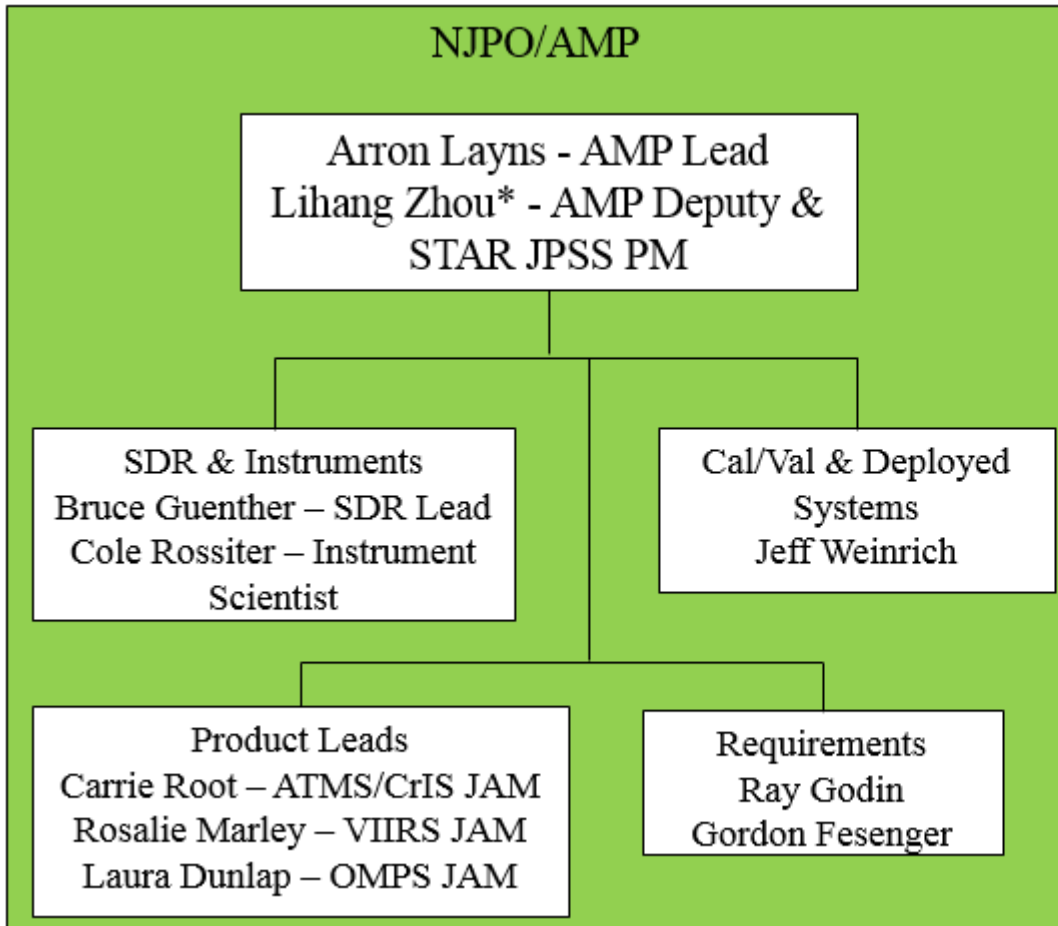 NJPO/AMP
Arron Layns - AMP Lead
Lihang Zhou* - AMP Deputy &
STAR JPSS PM
SDR & Instruments
Bruce Guenther – SDR Lead
Cole Rossiter – Instrument
Scientist
Cal/Val & Deployed
Systems
Jeff Weinrich
Product Leads
Carrie Root – ATMS/CrIS JAM
Rosalie Marley – VIIRS JAM
Laura Dunlap – OMPS JAM
Requirements
Ray Godin
Gordon Fesenger